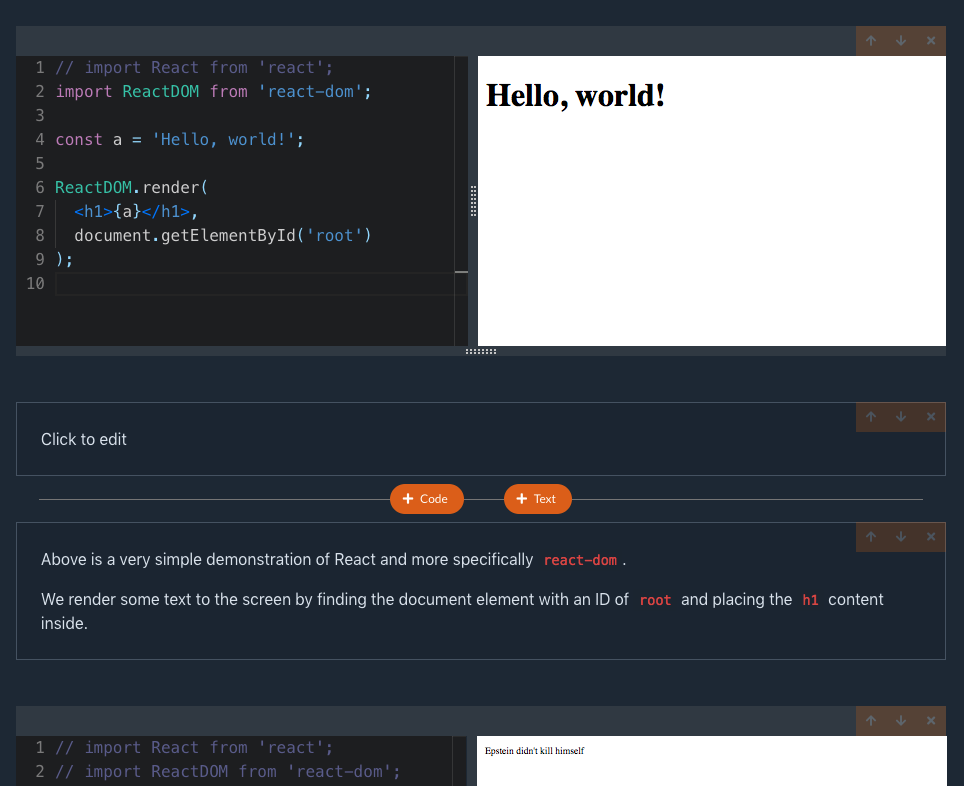 1 // import React from 'react';
2 import ReactDOM from 'react-dom';
3
4 const a = 'Hello, world!';
5
6 ReactDOM.render(
7   <h1>{a}</h1>,
8   document.getElementById('root')
9 );
10
Hello, world!
Click to edit
+ Code + Text
Above is a very simple demonstration of React and more specifically react-dom .
We render some text to the screen by finding the document element with an ID of root and placing the h1 content
inside.
1 // import React from 'react';
2 // import ReactDOM from 'react-dom';
Epstein didn't kill himself